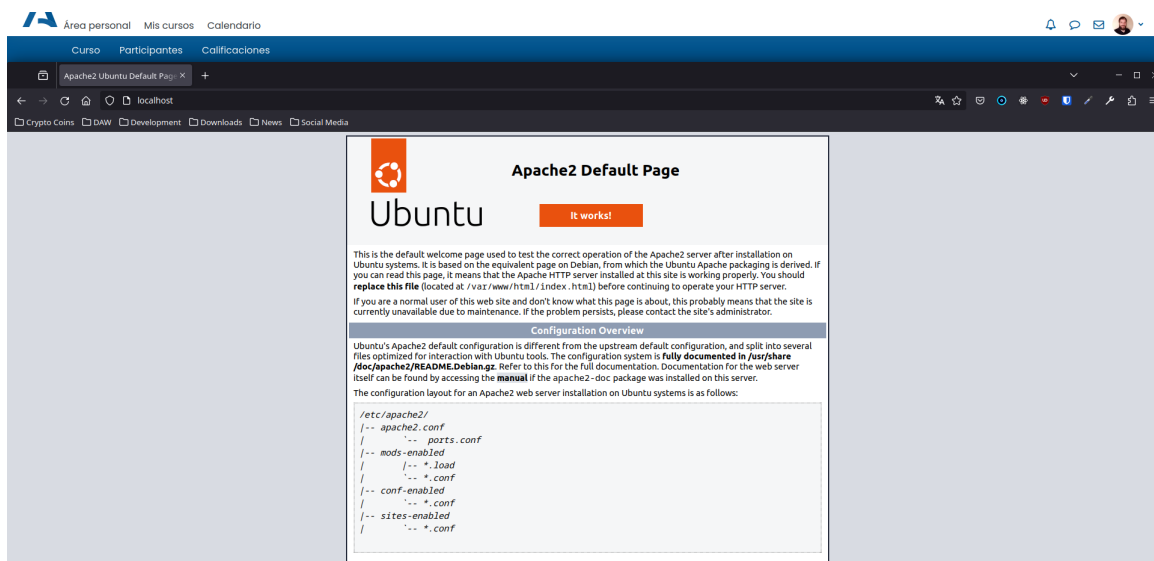 Área personal Mis cursos Calendario
Curso Participantes Calificaciones
Apache2 Ubuntu Default Page
localhost
Crypto Coins DAW Development Downloads News Social Media
Apache2 Default Page
Ubuntu
It works!
This is the default welcome page used to test the correct operation of the Apache2 server after installation on
Ubuntu systems. It is based on the equivalent page on Debian, from which the Ubuntu Apache packaging is derived. If
you can read this page, it means that the Apache HTTP server installed at this site is working properly. You should
replace this file (located at /var/www/html/index.html) before continuing to operate your HTTP server.
If you are a normal user of this web site and don't know what this page is about, this probably means that the site is
currently unavailable due to maintenance. If the problem persists, please contact the site's administrator.
Configuration Overview
Ubuntu's Apache2 default configuration is different from the upstream default configuration, and split into several
files optimized for interaction with Ubuntu tools. The configuration system is fully documented in /usr/share
/doc/apache2/README.Debian.gz. Refer to this for the full documentation. Documentation for the web server
itself can be found by accessing the manual if the apache2-doc package was installed on this server.
The configuration layout for an Apache2 web server installation on Ubuntu systems is as follows:
/etc/apache2/
|-- apache2.conf
|       `--  ports.conf
|-- mods-enabled
|       |-- *.load
|       `-- *.conf
|-- conf-enabled
|       `-- *.conf
|-- sites-enabled
|       `-- *.conf